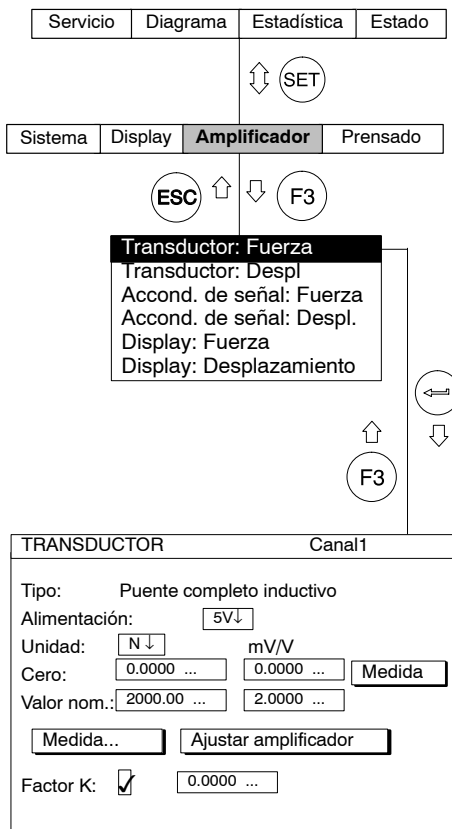 Servicio Diagrama Estadística Estado
SET
Sistema Display Amplificador Prensado
ESC F3
Transductor: Fuerza
Transductor: Despl
Accond. de señal: Fuerza
Accond. de señal: Despl.
Display: Fuerza
Display: Desplazamiento
F3
TRANSDUCTOR Canal1
Tipo: Puente completo inductivo
Alimentación: 5V↓
Unidad: N ↓ mV/V
Cero: 0.0000 ... 0.0000 ... Medida
Valor nom.: 2000.00 ... 2.0000 ...
Medida... Ajustar amplificador
Factor K: ✓ 0.0000 ...